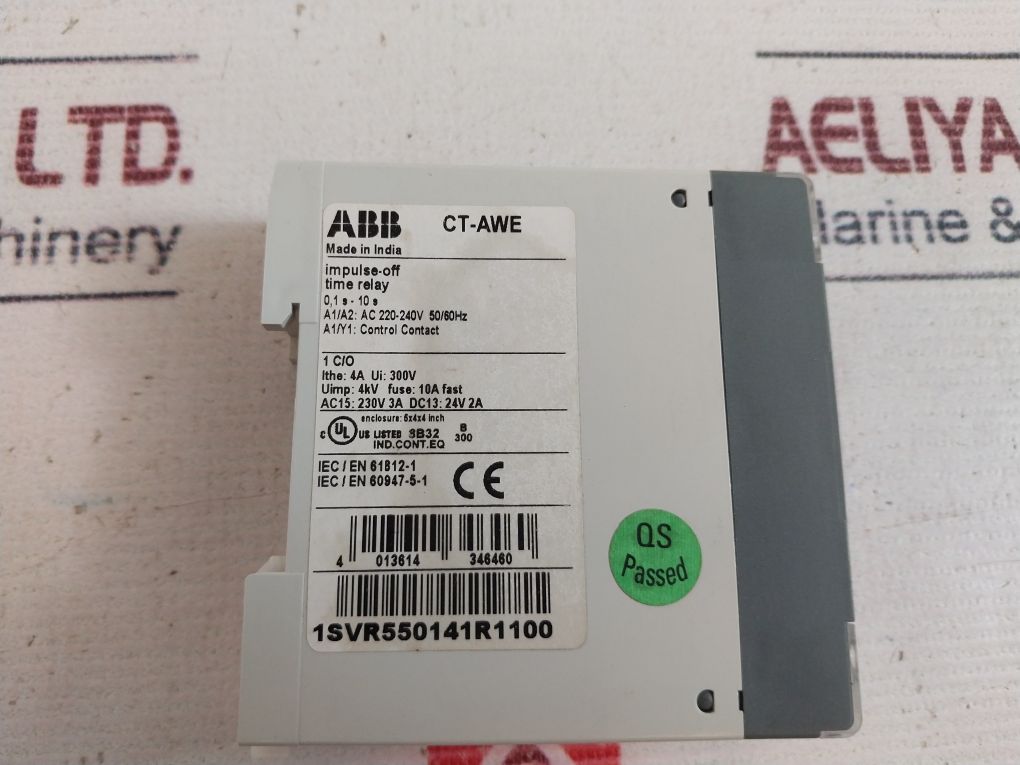 LTD.
AELIYA
hinery
Marine &
ABB CT-AWE
Made in India
impulse-off
time relay
0,1 s - 10 s
A1/A2: AC 220-240V 50/60Hz
A1/Y1: Control Contact
1 C/O
Ithe: 4A Ui: 300V
Uimp: 4kV fuse: 10A fast
AC15: 230V 3A DC13: 24V 2A
enclosure: 5x4x4 inch
c UL US LISTED 3B32 B 300
IND.CONT.EQ
IEC / EN 61812-1
IEC / EN 60947-5-1
CE
4 013614 346460
1SVR550141R1100
QS
Passed